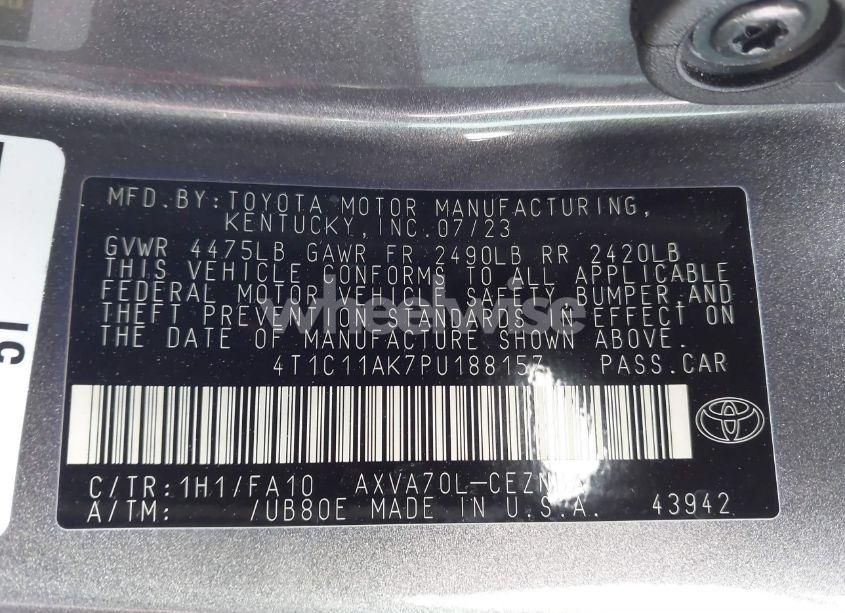 MFD. BY: TOYOTA MOTOR MANUFACTURING,
KENTUCKY, INC. 07/23
GVWR 4475LB GAWR FR 2490LB RR 2420LB
THIS VEHICLE CONFORMS TO ALL APPLICABLE
FEDERAL MOTOR VEHICLE SAFETY, BUMPER, AND
THEFT PREVENTION STANDARDS IN EFFECT ON
THE DATE OF MANUFACTURE SHOWN ABOVE.
wheelwise
4T1C11AK7PU188157 PASS. CAR
C/TR: 1H1/FA10
A/TM: /UB80E MADE IN U.S.A. 43942
IC